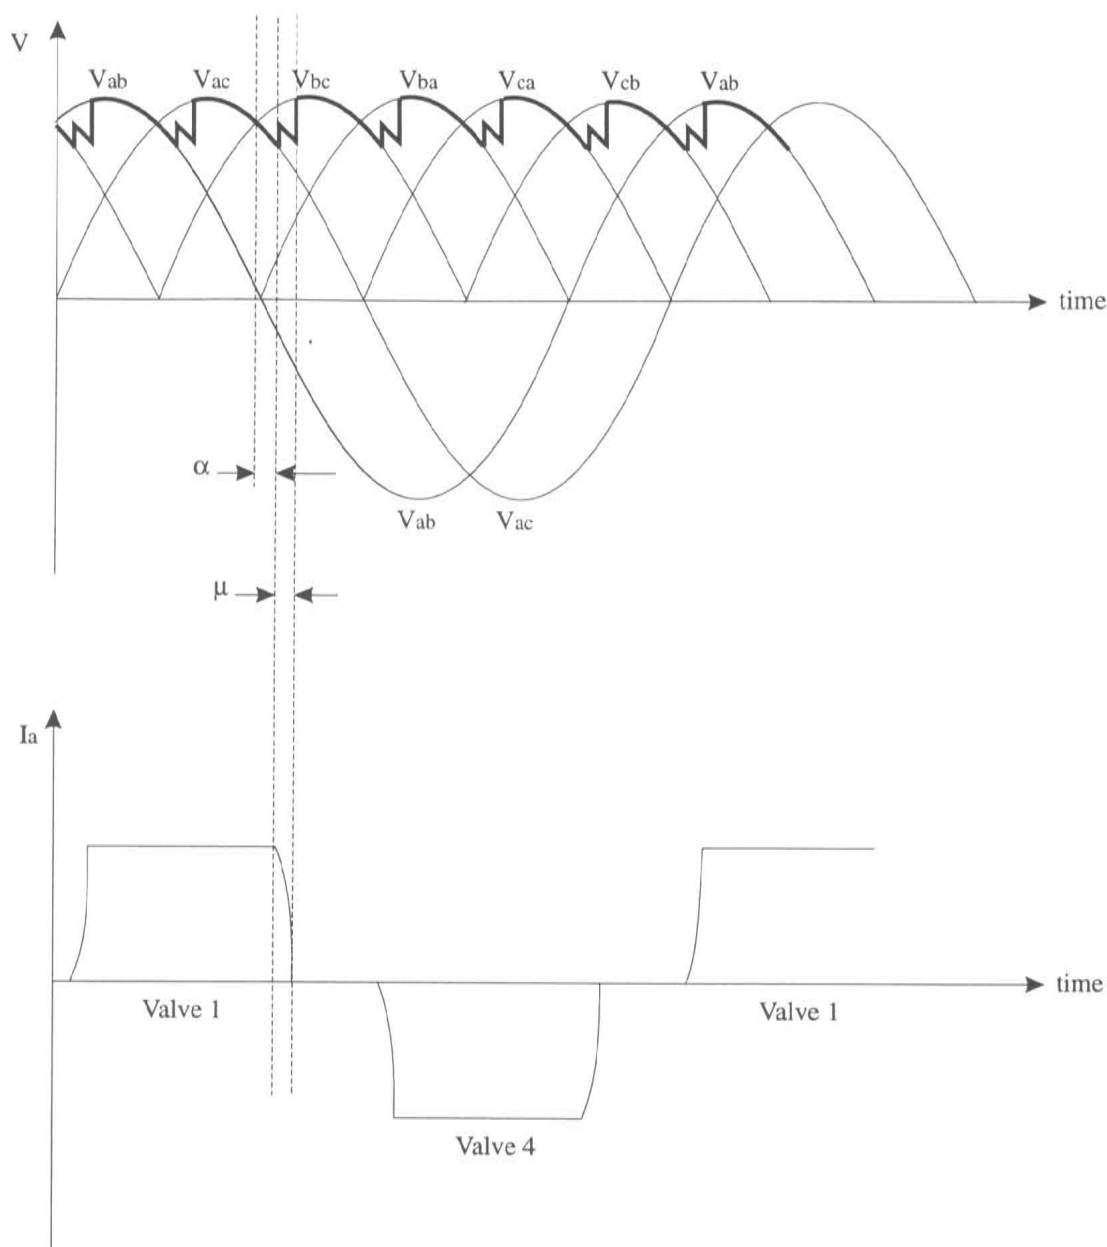 V
Vab Vac Vbc Vba Vca Vcb Vab
time
α
Vab Vac
μ
Ia
time
Valve 1 Valve 1
Valve 4